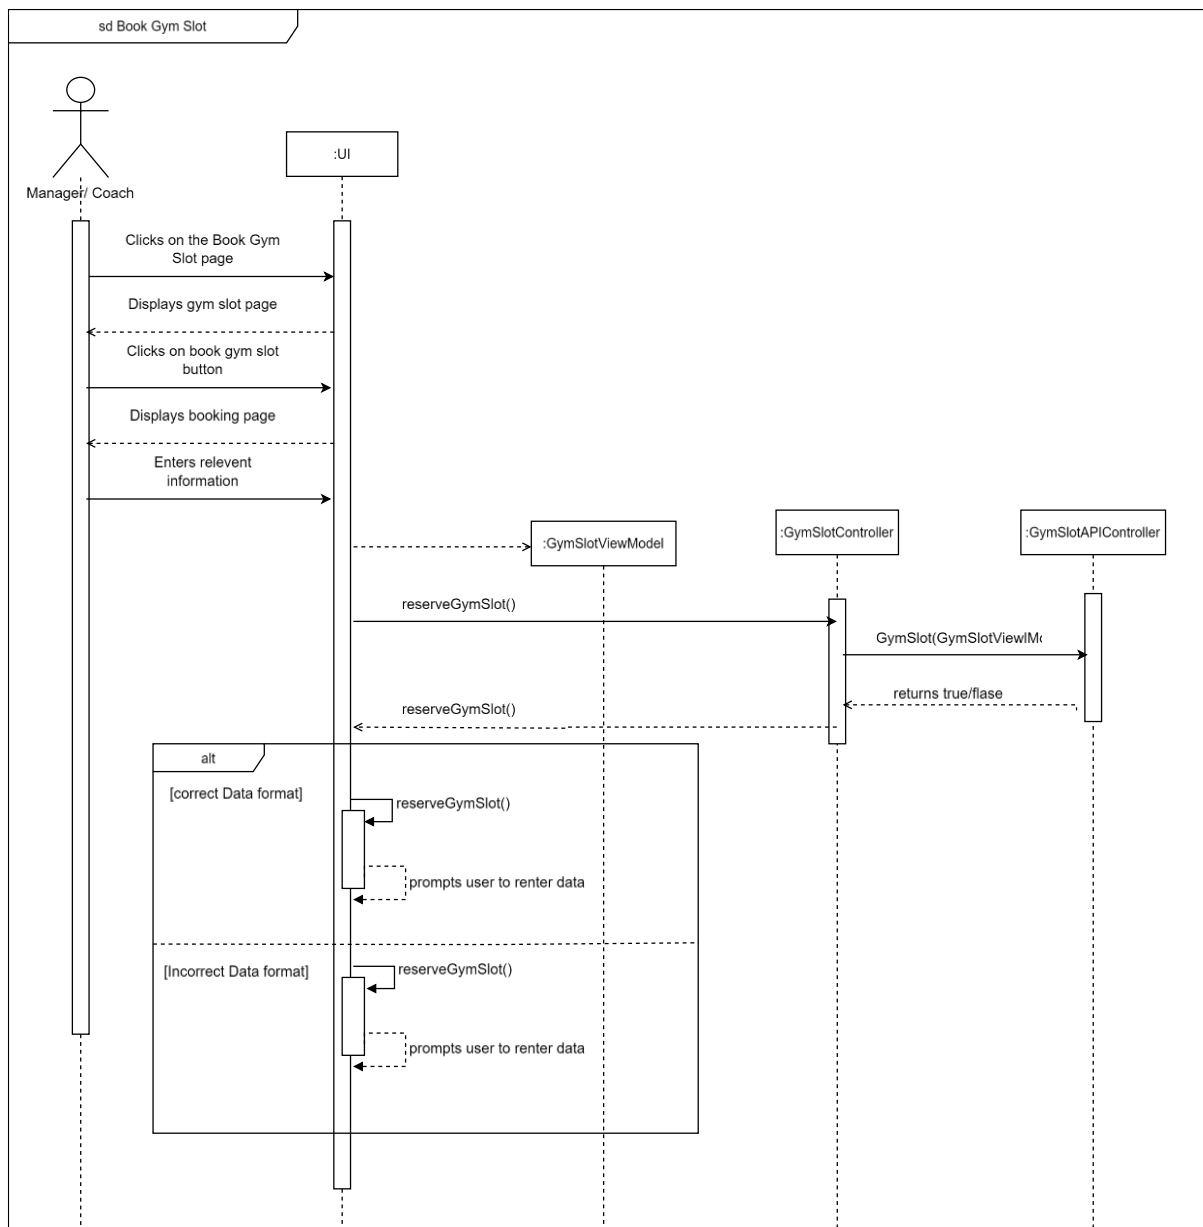 sd Book Gym Slot
Manager/ Coach
:UI
Clicks on the Book Gym
Slot page
Displays gym slot page
Clicks on book gym slot
button
Displays booking page
Enters relevent
information
:GymSlotViewModel
:GymSlotController
:GymSlotAPIController
reserveGymSlot()
GymSlot(GymSlotViewlMo
returns true/flase
reserveGymSlot()
alt
[correct Data format]
reserveGymSlot()
prompts user to renter data
[Incorrect Data format]
reserveGymSlot()
prompts user to renter data